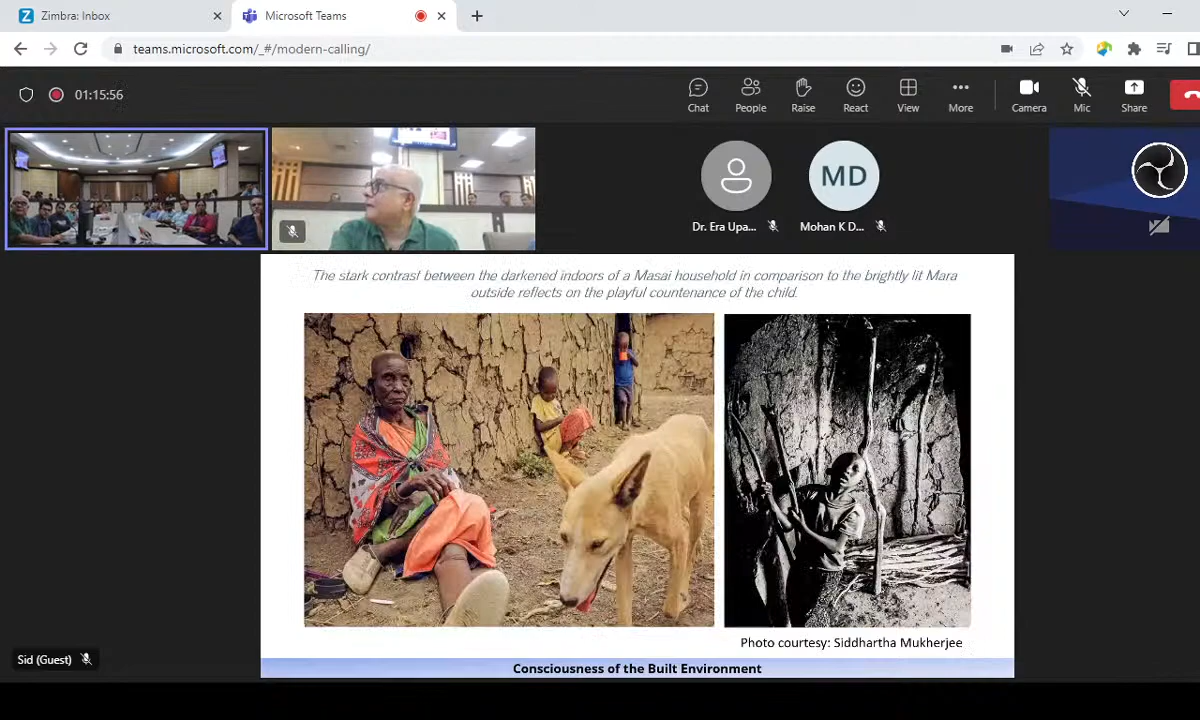 Zimbra: Inbox
Microsoft Teams
teams.microsoft.com/_#/modern-calling/
01:15:56
Chat
People
Raise
React
View
More
Camera
Mic
Share
MD
Dr. Era Upa...
Mohan K D...
The stark contrast between the darkened indoors of a Masai household in comparison to the brightly lit Mara
outside reflects on the playful countenance of the child.
Photo courtesy: Siddhartha Mukherjee
Sid (Guest)
Consciousness of the Built Environment